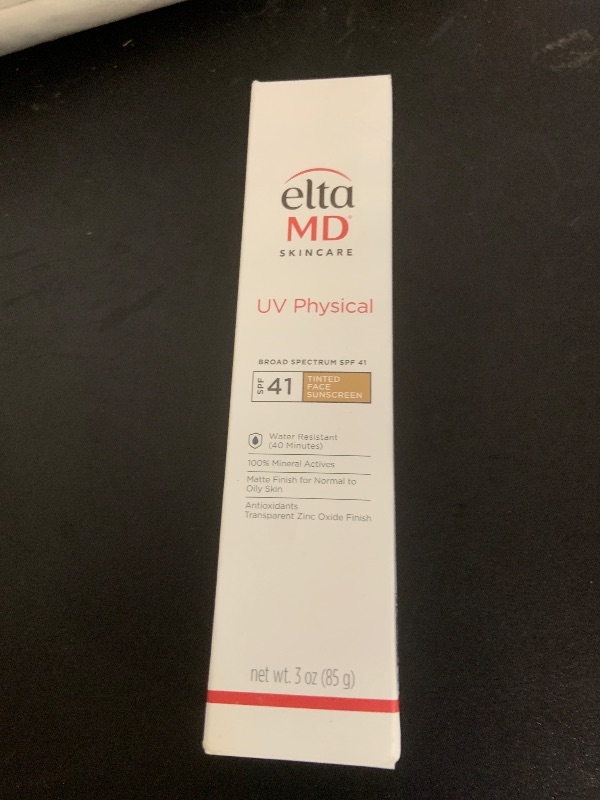 elta
MD®
SKINCARE
UV Physical
BROAD SPECTRUM SPF 41
SPF 41 TINTED
FACE
SUNSCREEN
Water Resistant
(40 Minutes)
100% Mineral Actives
Matte Finish for Normal to
Oily Skin
Antioxidants
Transparent Zinc Oxide Finish
net wt. 3 oz (85 g)